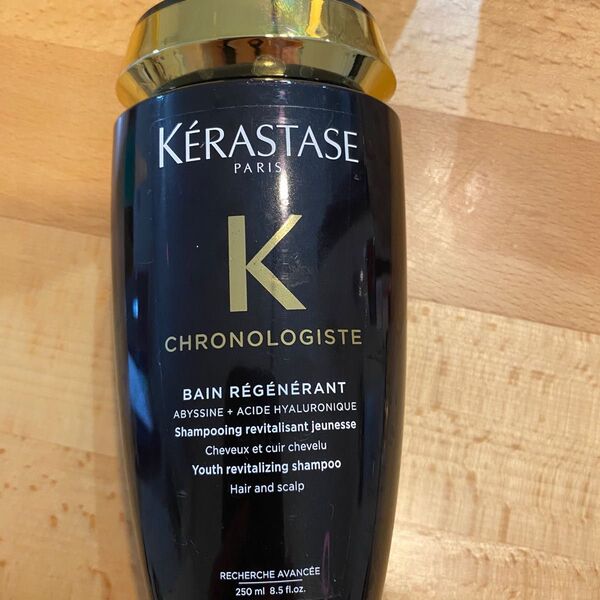 KÉRASTASE
PARIS
K
CHRONOLOGISTE
BAIN RÉGÉNÉRANT
ABYSSINE + ACIDE HYALURONIQUE
Shampooing revitalisant jeunesse
Cheveux et cuir chevelu
Youth revitalizing shampoo
Hair and scalp
RECHERCHE AVANCÉE
250 ml 8.5 fl.oz.